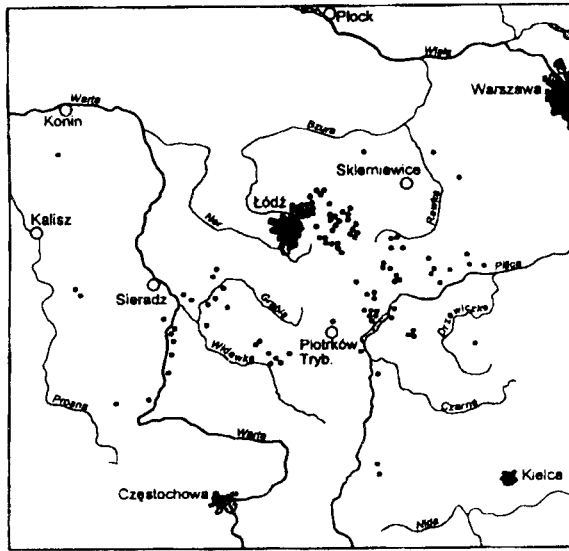 Płock
Wisła
Warszawa
Warta
Konin
Bzura
Skierniewice
Łódź
Rawka
Ner
Kalisz
Pilica
Sieradz
Grabia
Drzewiczka
Piotrków
Tryb.
Widawka
Prosna
Czarna
Warta
Częstochowa
Kielce
Nida